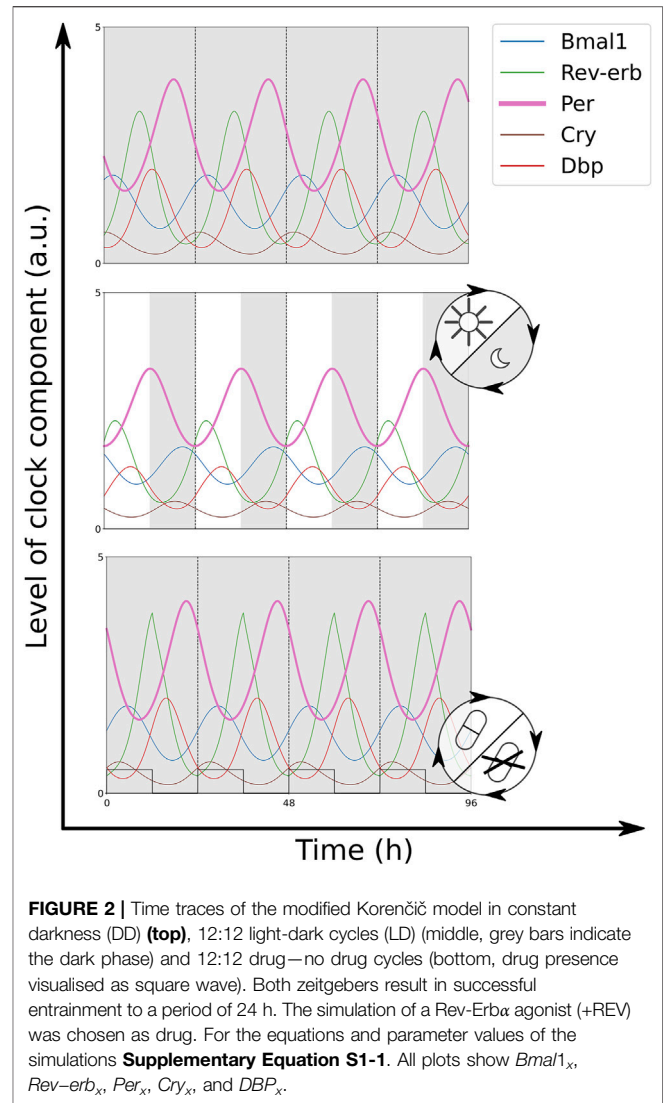 Level of clock component (a.u.)
5
0
Bmal1
Rev-erb
Per
Cry
Dbp
5
0
5
0
0
48
96
Time (h)
FIGURE 2 | Time traces of the modified Korenčič model in constant
darkness (DD) (top), 12:12 light-dark cycles (LD) (middle, grey bars indicate
the dark phase) and 12:12 drug—no drug cycles (bottom, drug presence
visualised as square wave). Both zeitgebers result in successful
entrainment to a period of 24 h. The simulation of a Rev-Erbα agonist (+REV)
was chosen as drug. For the equations and parameter values of the
simulations Supplementary Equation S1-1. All plots show Bmal1x,
Rev–erbx, Perx, Cryx, and DBPx.